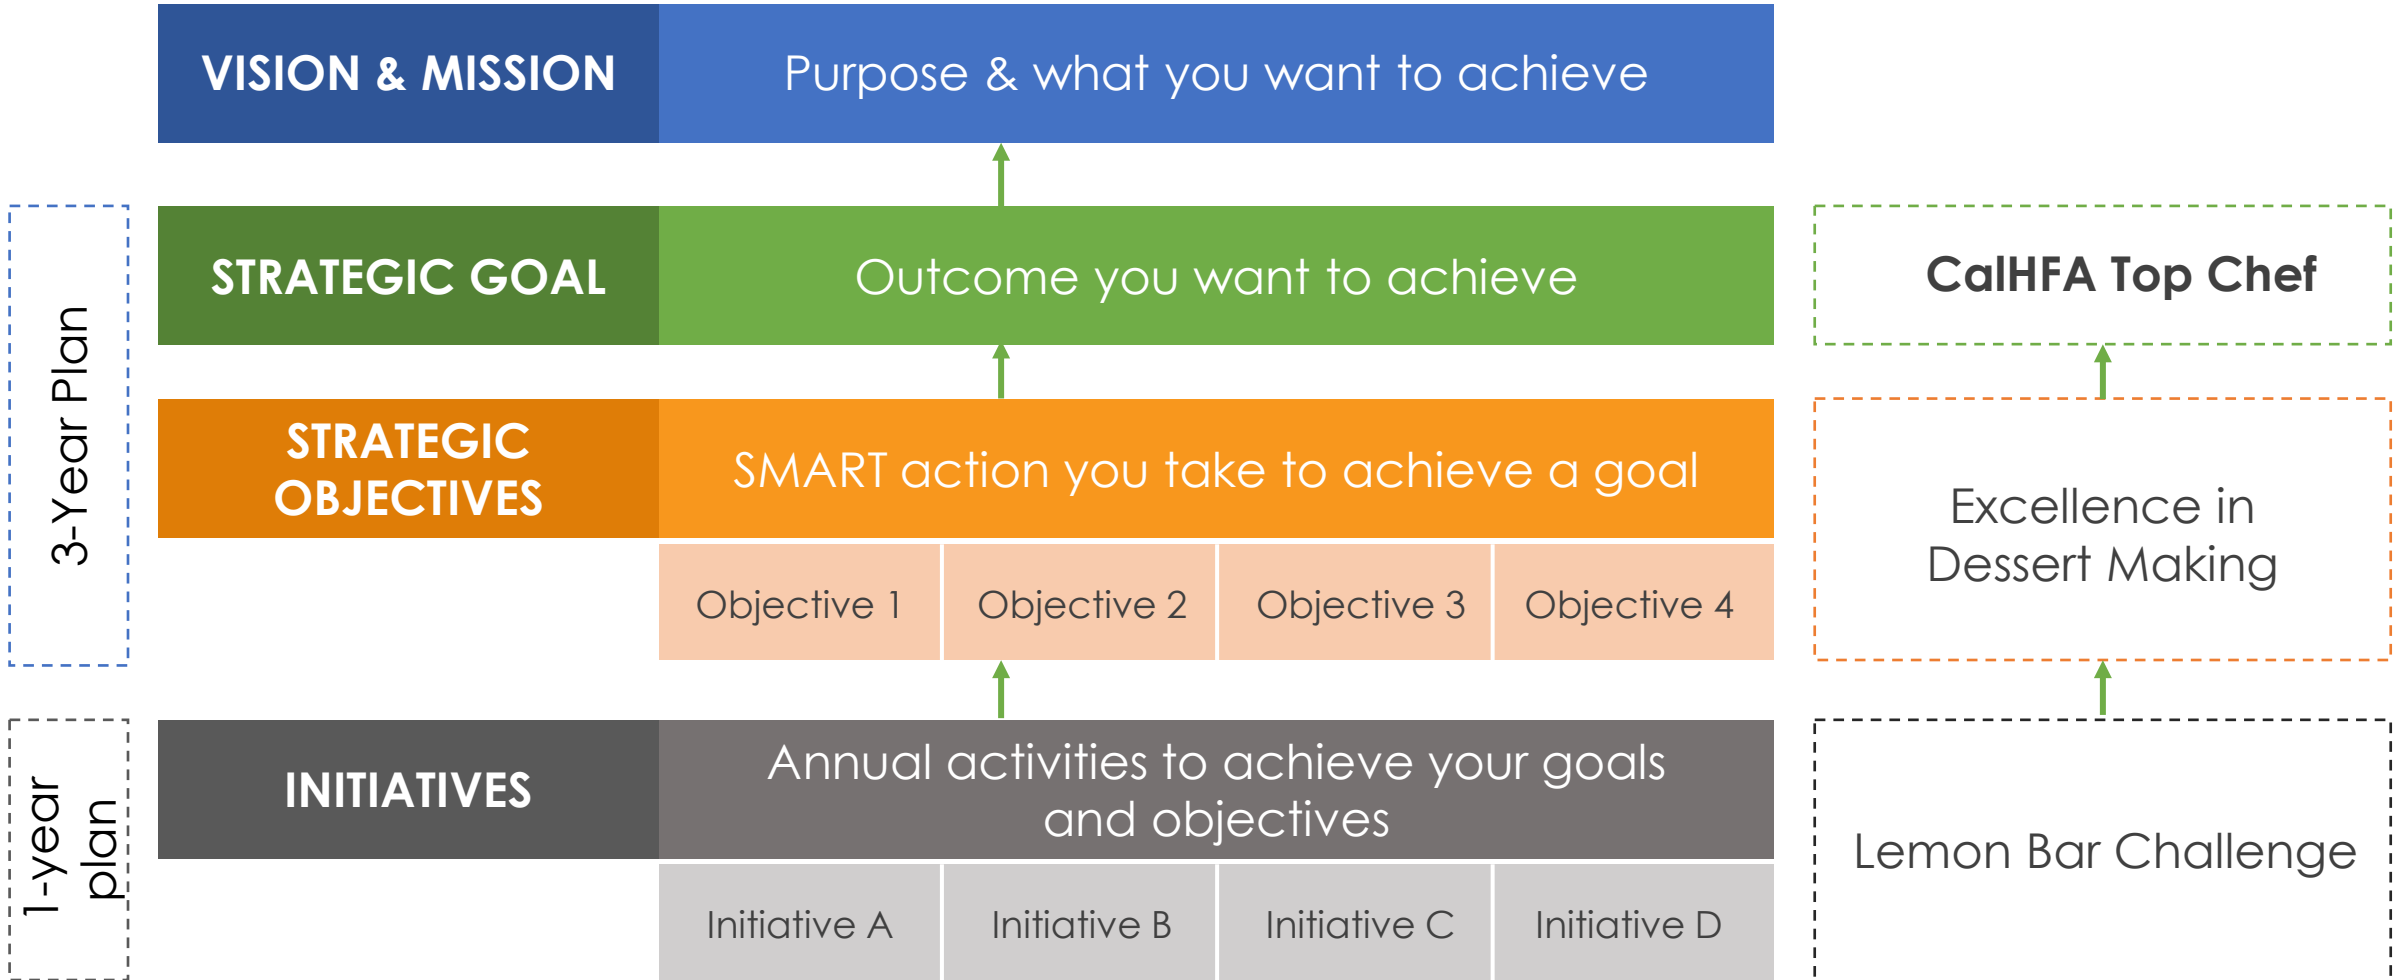 VISION & MISSION
Purpose & what you want to achieve
3-Year Plan
STRATEGIC GOAL
Outcome you want to achieve
CalHFA Top Chef
STRATEGIC
OBJECTIVES
SMART action you take to achieve a goal
Objective 1
Objective 2
Objective 3
Objective 4
Excellence in
Dessert Making
1-year
plan
INITIATIVES
Annual activities to achieve your goals
and objectives
Initiative A
Initiative B
Initiative C
Initiative D
Lemon Bar Challenge